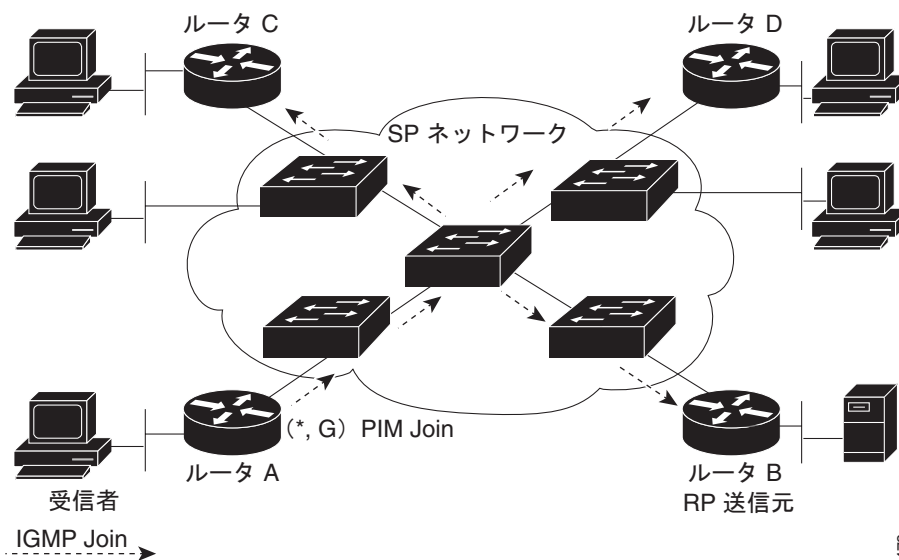 ルータ C
ルータ D
SP ネットワーク
(*, G) PIM Join
ルータ A
ルータ B
受信者
RP 送信元
IGMP Join